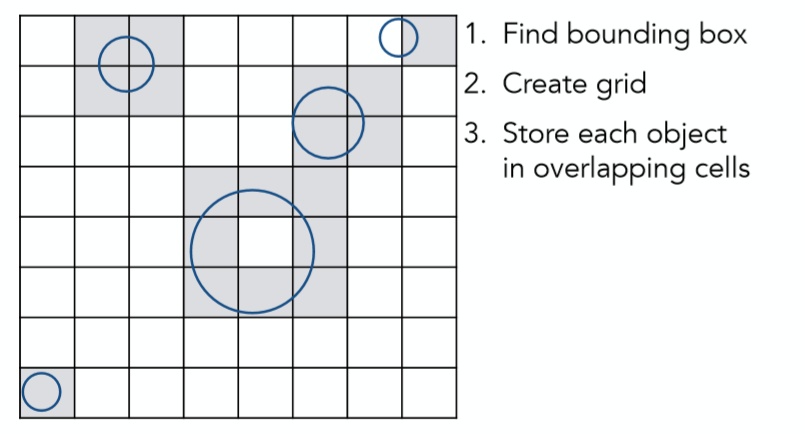 1. Find bounding box
2. Create grid
3. Store each object
in overlapping cells